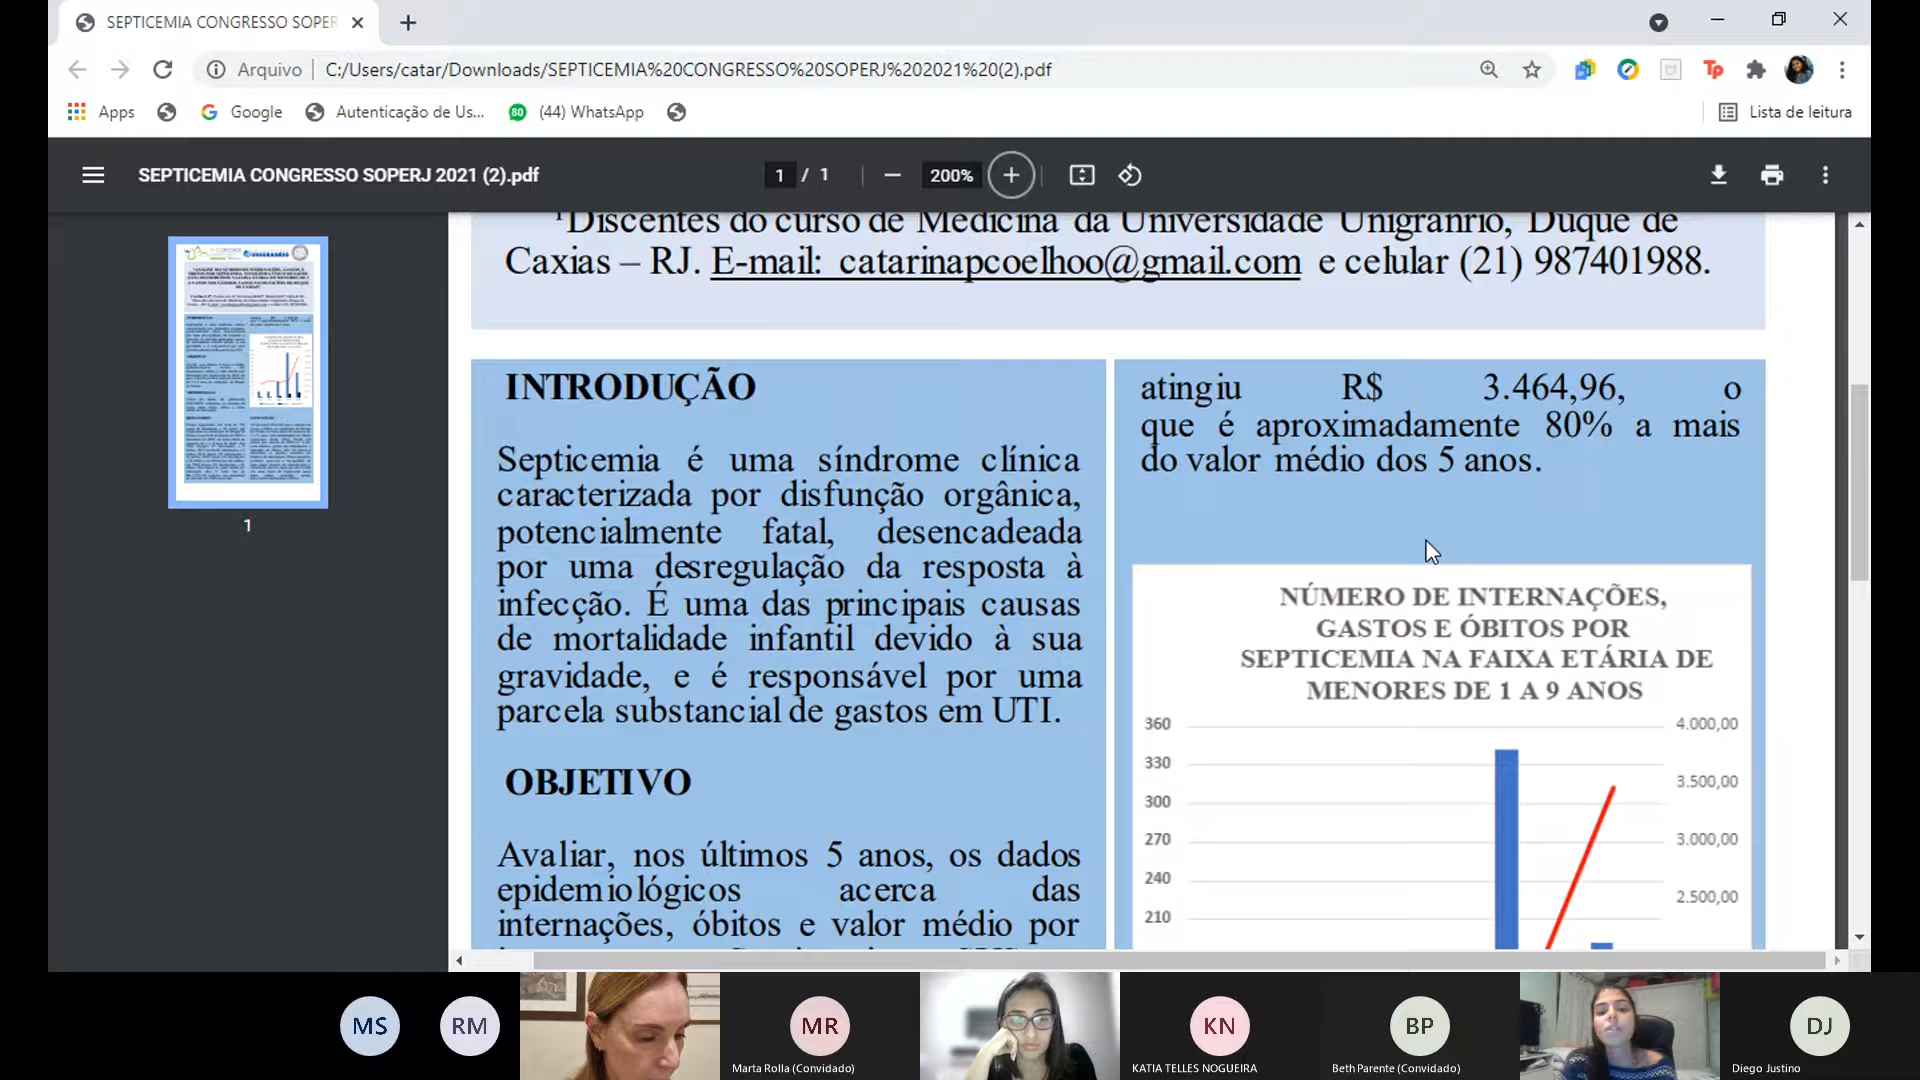 SEPTICEMIA CONGRESSO SOPER
Arquivo
C:/Users/catar/Downloads/SEPTICEMIA%20CONGRESSO%20SOPERJ%202021%20(2).pdf
Apps
Google
Autenticação de Us...
80
(44) WhatsApp
Lista de leitura
SEPTICEMIA CONGRESSO SOPERJ 2021 (2).pdf
1 / 1
200%
1
¹Discentes do curso de Medicina da Universidade Unigranrio, Duque de
Caxias – RJ. E-mail: catarinapcoelhoo@gmail.com e celular (21) 987401988.
INTRODUÇÃO
Septicemia é uma síndrome clínica
caracterizada por disfunção orgânica,
potencialmente fatal, desencadeada
por uma desregulação da resposta à
infecção. É uma das principais causas
de mortalidade infantil devido à sua
gravidade, e é responsável por uma
parcela substancial de gastos em UTI.
OBJETIVO
Avaliar, nos últimos 5 anos, os dados
epidemiológicos acerca das
internações, óbitos e valor médio por
atingiu R$ 3.464,96, o
que é aproximadamente 80% a mais
do valor médio dos 5 anos.
NÚMERO DE INTERNAÇÕES,
GASTOS E ÓBITOS POR
SEPTICEMIA NA FAIXA ETÁRIA DE
MENORES DE 1 A 9 ANOS
360
330
300
270
240
210
4.000,00
3.500,00
3.000,00
2.500,00
MS
RM
MR
Marta Rolla (Convidado)
KN
KATIA TELLES NOGUEIRA
BP
Beth Parente (Convidado)
DJ
Diego Justino